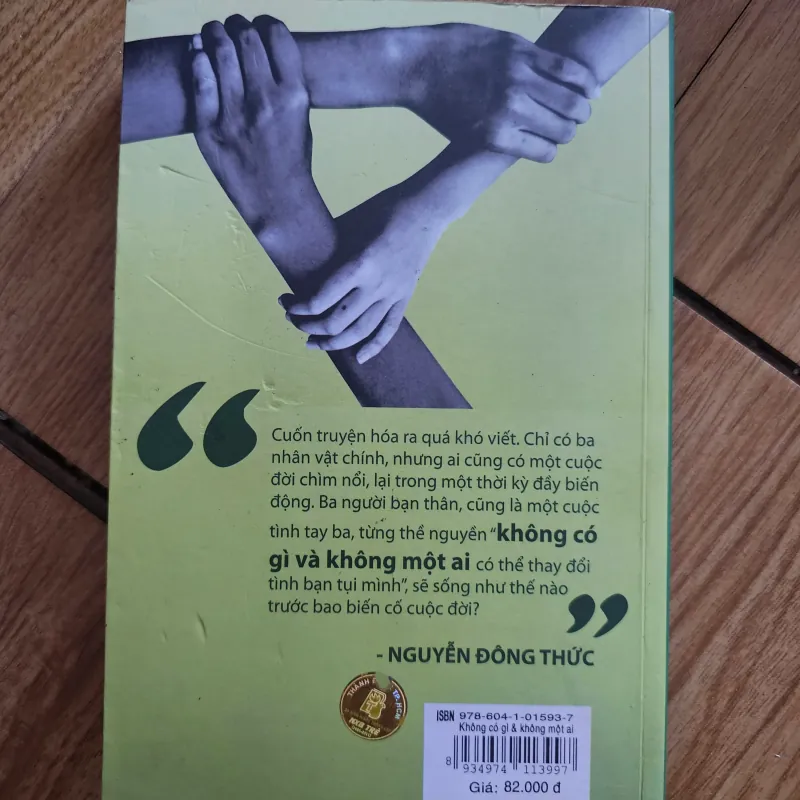 “
Cuốn truyện hóa ra quá khó viết. Chỉ có ba
nhân vật chính, nhưng ai cũng có một cuộc
đời chìm nổi, lại trong một thời kỳ đầy biến
động. Ba người bạn thân, cũng là một cuộc
tình tay ba, từng thề nguyền “không có
gì và không một ai có thể thay đổi
tình bạn tụi mình”, sẽ sống như thế nào
trước bao biến cố cuộc đời?
”
- NGUYỄN ĐÔNG THỨC
TP.HCM
NXB TRẺ
ISBN 978-604-1-01593-7
Không có gì & không một ai
8 934974 113997
Giá: 82.000 đ